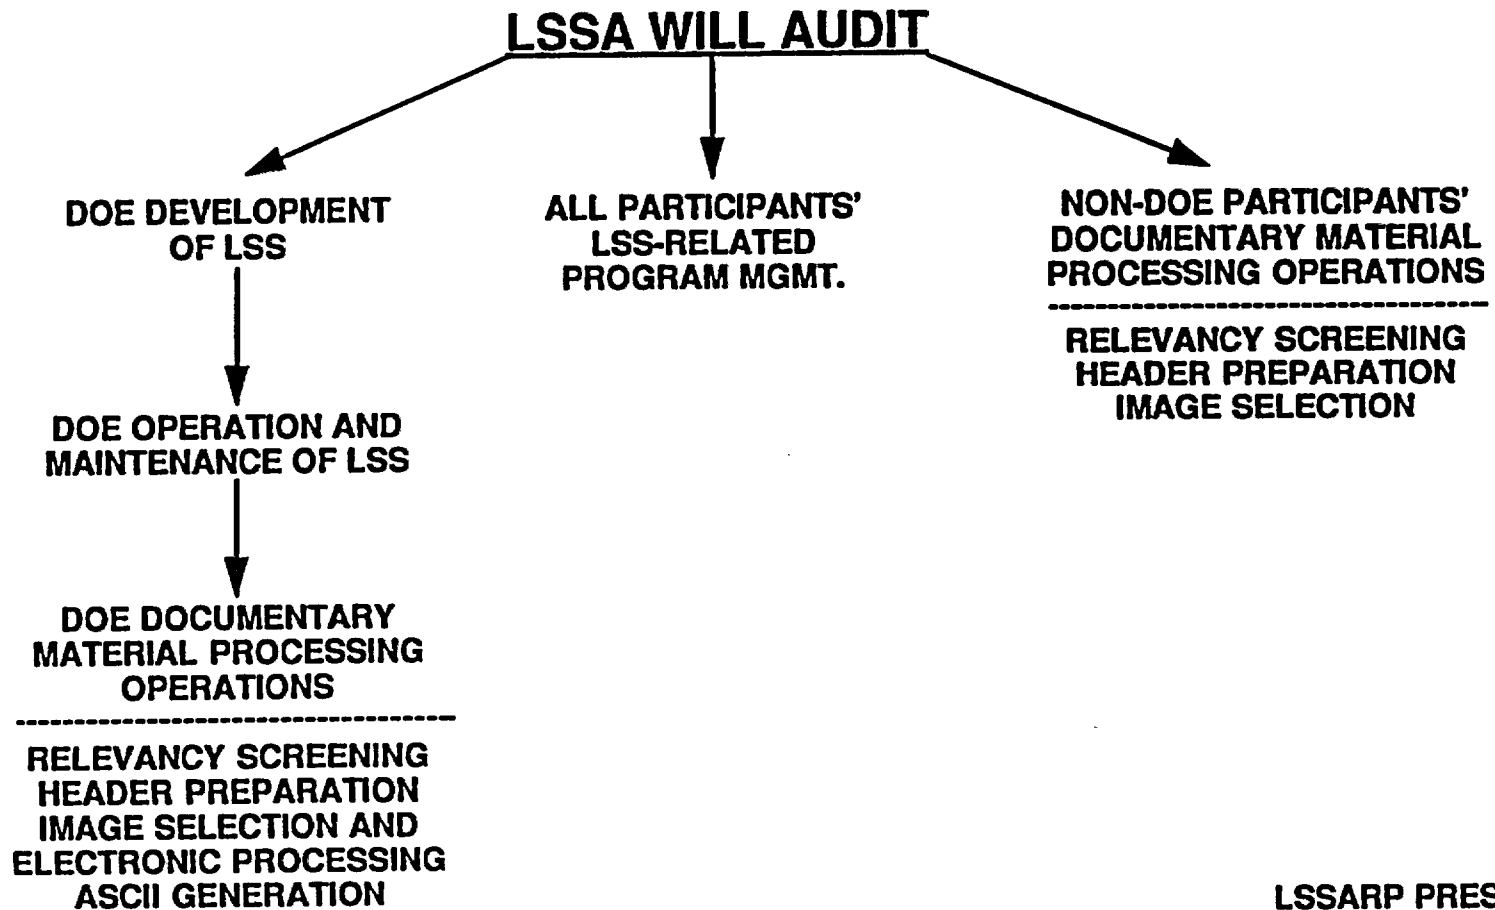 LSSA WILL AUDIT
DOE DEVELOPMENT
OF LSS
DOE OPERATION AND
MAINTENANCE OF LSS
DOE DOCUMENTARY
MATERIAL PROCESSING
OPERATIONS
RELEVANCY SCREENING
HEADER PREPARATION
IMAGE SELECTION AND
ELECTRONIC PROCESSING
ASCII GENERATION
ALL PARTICIPANTS'
LSS-RELATED
PROGRAM MGMT.
NON-DOE PARTICIPANTS'
DOCUMENTARY MATERIAL
PROCESSING OPERATIONS
RELEVANCY SCREENING
HEADER PREPARATION
IMAGE SELECTION
LSSARP PRES